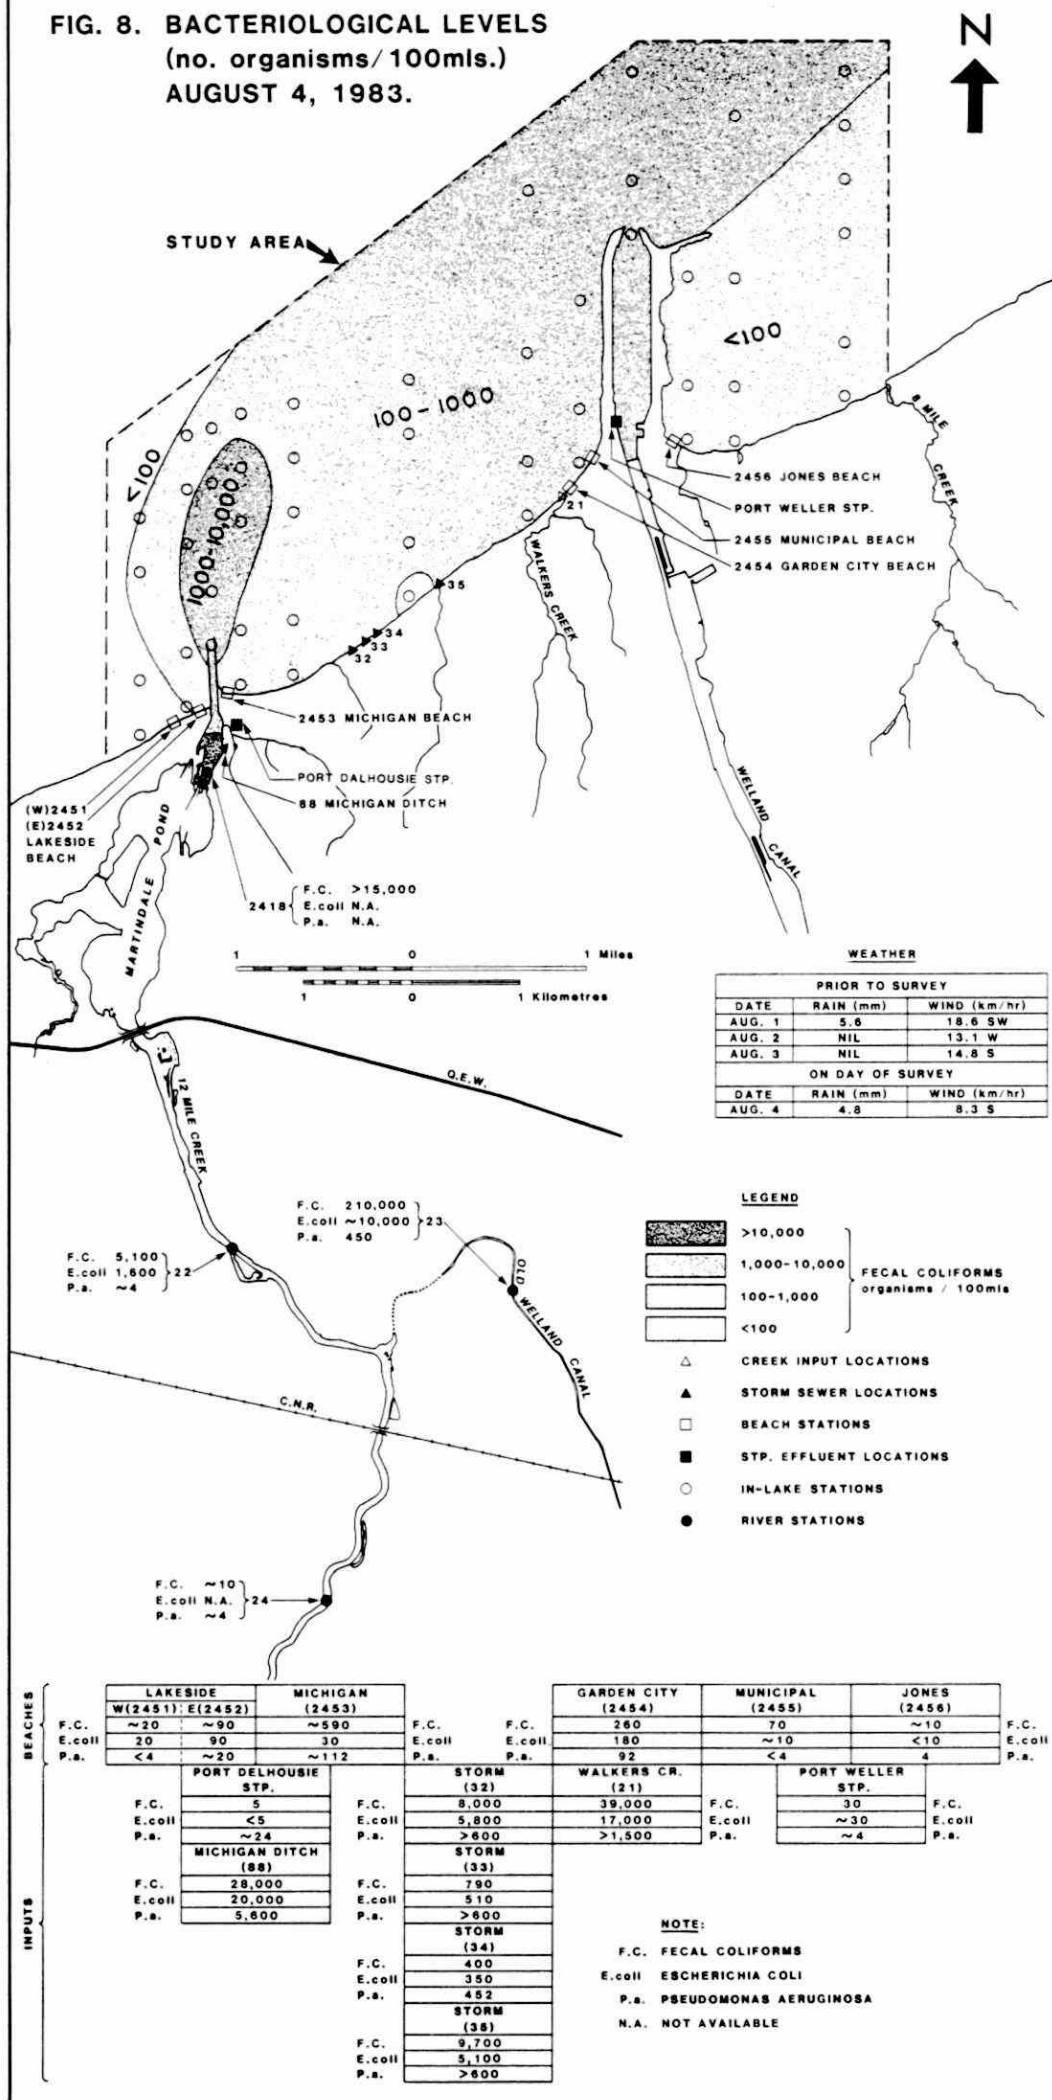 FIG. 8. BACTERIOLOGICAL LEVELS
(no. organisms/100mls.)
AUGUST 4, 1983.
N
STUDY AREA
<100
100-1000
<100
1000-10,000
8 MILE CREEK
2456 JONES BEACH
PORT WELLER STP.
2455 MUNICIPAL BEACH
2454 GARDEN CITY BEACH
21
WALKERS CREEK
35
34
33
32
2453 MICHIGAN BEACH
PORT DALHOUSIE STP.
88 MICHIGAN DITCH
(W)2451
(E)2452
LAKESIDE
BEACH
MARTINDALE POND
WELLAND CANAL
2418
F.C. >15,000
E.coli N.A.
P.a. N.A.
1 0 1 Miles
1 0 1 Kilometres
WEATHER
PRIOR TO SURVEY
DATE RAIN (mm) WIND (km/hr)
AUG. 1 5.6 18.6 SW
AUG. 2 NIL 13.1 W
AUG. 3 NIL 14.8 S
ON DAY OF SURVEY
DATE RAIN (mm) WIND (km/hr)
AUG. 4 4.8 8.3 S
Q.E.W.
12 MILE CREEK
F.C. 210,000
E.coli ~10,000 23
P.a. 450
F.C. 5,100
E.coli 1,600 22
P.a. ~4
OLD WELLAND CANAL
C.N.R.
F.C. ~10
E.coli N.A. 24
P.a. ~4
LEGEND
>10,000
1,000-10,000
100-1,000
<100
FECAL COLIFORMS
organisms / 100mls
CREEK INPUT LOCATIONS
STORM SEWER LOCATIONS
BEACH STATIONS
STP. EFFLUENT LOCATIONS
IN-LAKE STATIONS
RIVER STATIONS
BEACHES
LAKESIDE MICHIGAN GARDEN CITY MUNICIPAL JONES
W(2451) E(2452) (2453) (2454) (2455) (2456)
F.C. ~20 ~90 ~590 F.C. F.C. 260 70 ~10 F.C.
E.coli 20 90 30 E.coli E.coli 180 ~10 <10 E.coli
P.a. <4 ~20 ~112 P.a. P.a. 92 <4 4 P.a.
INPUTS
PORT DELHOUSIE STORM WALKERS CR. PORT WELLER
STP. (32) (21) STP.
F.C. 5 F.C. 8,000 39,000 F.C. 30 F.C.
E.coli <5 E.coli 5,800 17,000 E.coli ~30 E.coli
P.a. ~24 P.a. >600 >1,500 P.a. ~4 P.a.
MICHIGAN DITCH STORM
(88) (33)
F.C. 28,000 F.C. 790
E.coli 20,000 E.coli 510
P.a. 5,600 P.a. >600
STORM
(34)
F.C. 400
E.coli 350
P.a. 452
STORM
(35)
F.C. 9,700
E.coli 5,100
P.a. >600
NOTE:
F.C. FECAL COLIFORMS
E.coli ESCHERICHIA COLI
P.a. PSEUDOMONAS AERUGINOSA
N.A. NOT AVAILABLE